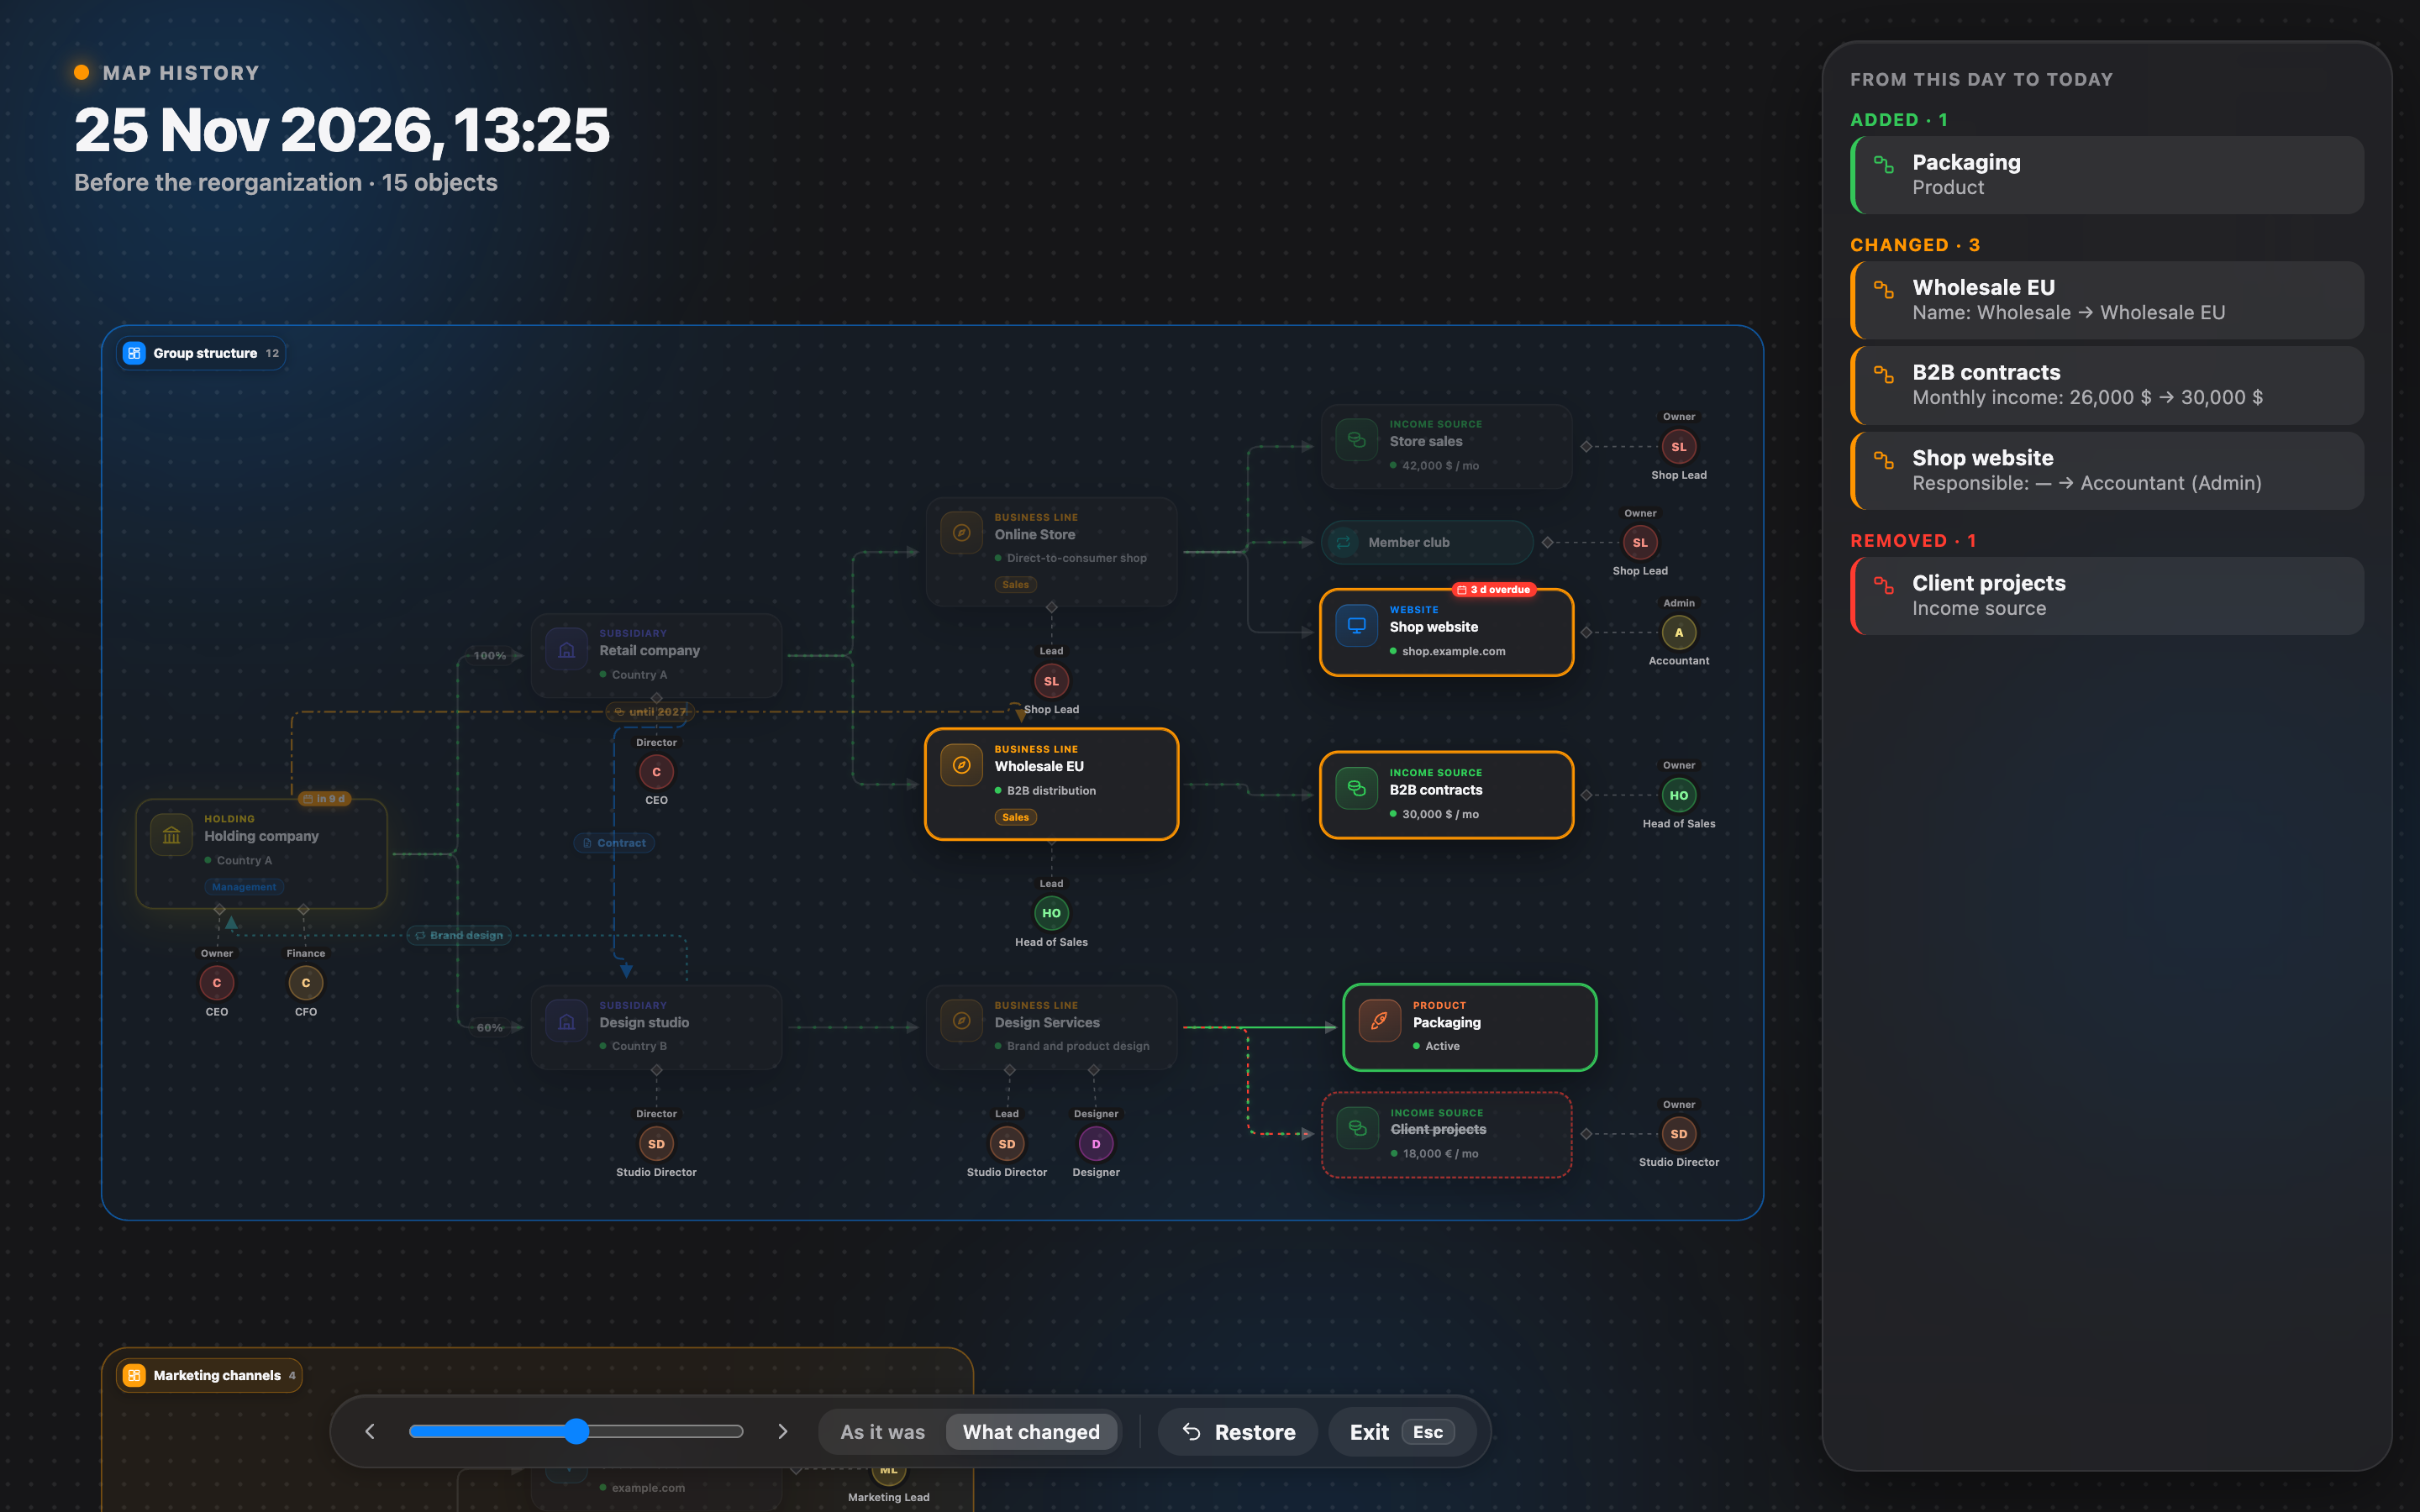 MAP HISTORY
25 Nov 2026, 13:25
Before the reorganization · 15 objects
Group structure 12
INCOME SOURCE
Store sales
42,000 $ / mo
Owner
SL
Shop Lead
BUSINESS LINE
Online Store
Direct-to-consumer shop
Sales
Member club
Owner
SL
Shop Lead
3 d overdue
WEBSITE
Shop website
shop.example.com
Admin
A
Accountant
100%
SUBSIDIARY
Retail company
Country A
Lead
SL
Shop Lead
until 2027
Director
C
CEO
BUSINESS LINE
Wholesale EU
B2B distribution
Sales
INCOME SOURCE
B2B contracts
30,000 $ / mo
Owner
HO
Head of Sales
in 9 d
HOLDING
Holding company
Country A
Management
Contract
Lead
HO
Head of Sales
Brand design
Owner
C
CEO
Finance
C
CFO
60%
SUBSIDIARY
Design studio
Country B
Director
SD
Studio Director
BUSINESS LINE
Design Services
Brand and product design
Lead
SD
Studio Director
Designer
D
Designer
PRODUCT
Packaging
Active
INCOME SOURCE
Client projects
18,000 € / mo
Owner
SD
Studio Director
Marketing channels 4
example.com
ML
Marketing Lead
As it was
What changed
Restore
Exit Esc
FROM THIS DAY TO TODAY
ADDED · 1
Packaging
Product
CHANGED · 3
Wholesale EU
Name: Wholesale → Wholesale EU
B2B contracts
Monthly income: 26,000 $ → 30,000 $
Shop website
Responsible: — → Accountant (Admin)
REMOVED · 1
Client projects
Income source